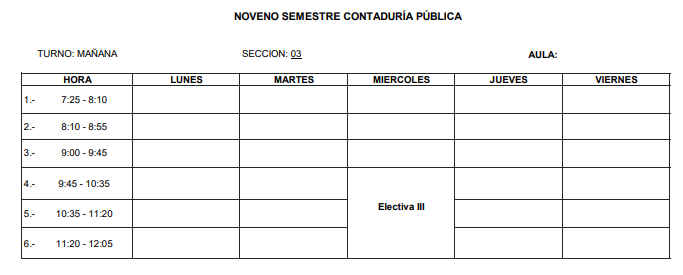 NOVENO SEMESTRE CONTADURÍA PÚBLICA
TURNO: MAÑANA SECCION: 03 AULA:
HORA LUNES MARTES MIERCOLES JUEVES VIERNES
1.- 7:25 - 8:10
2.- 8:10 - 8:55
3.- 9:00 - 9:45
4.- 9:45 - 10:35
Electiva III
5.- 10:35 - 11:20
6.- 11:20 - 12:05